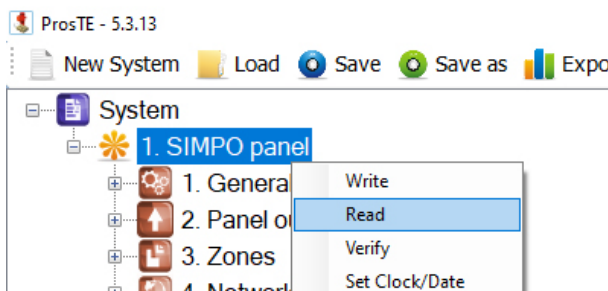 ProsTE - 5.3.13
New System Load Save Save as Expo
System
1. SIMPO panel
1. Genera
Write
2. Panel o
Read
3. Zones
Verify
4. Network
Set Clock/Date